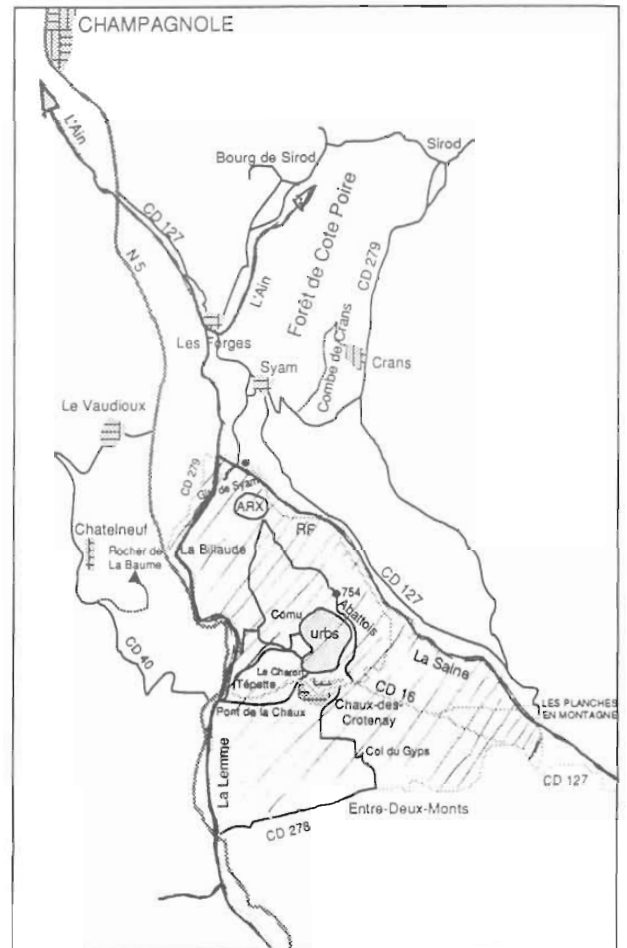 CHAMPAGNOLE
L'Ain
Bourg de Sirod
Sirod
CD 127
N 5
L'Ain
Forêt de Cote Poire
CD 279
Les Forges
Combe de Crans
Crans
Syam
Le Vaudioux
CD 279
Gît de Syam
ARX
RF
Chatelneuf
Rocher de
La Baume
La Billaude
CD 127
754
Abattois
Cornu
urbs
La Saine
CD 40
Le Charon
Tépette
CD 16
Pont de la Chaux
Chaux-des-
Crotenay
LES PLANCHES
EN MONTAGNE
Col du Gyps
La Lemme
CD 127
Entre-Deux-Monts
CD 278